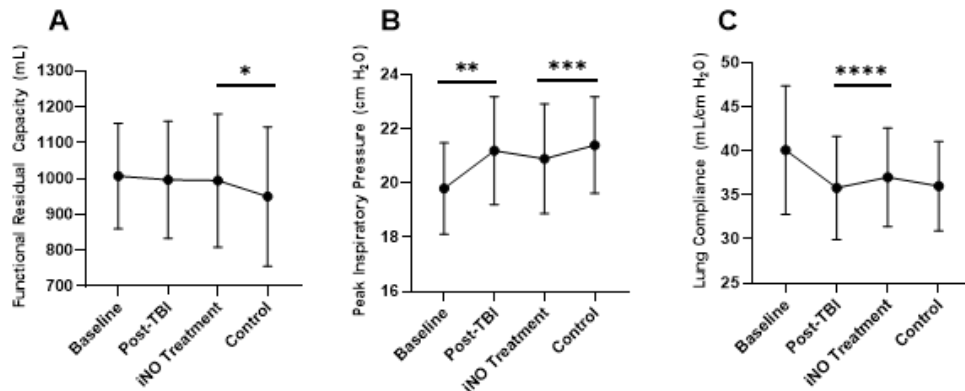 A
Functional Residual Capacity (mL)
1300
1200
1100
1000
900
800
700
*
Baseline
Post-TBI
iNO Treatment
Control
B
Peak Inspiratory Pressure (cm H₂O)
24
22
20
18
16
**
***
Baseline
Post-TBI
iNO Treatment
Control
C
Lung Compliance (mL/cm H₂O)
50
45
40
35
30
25
****
Baseline
Post-TBI
iNO Treatment
Control